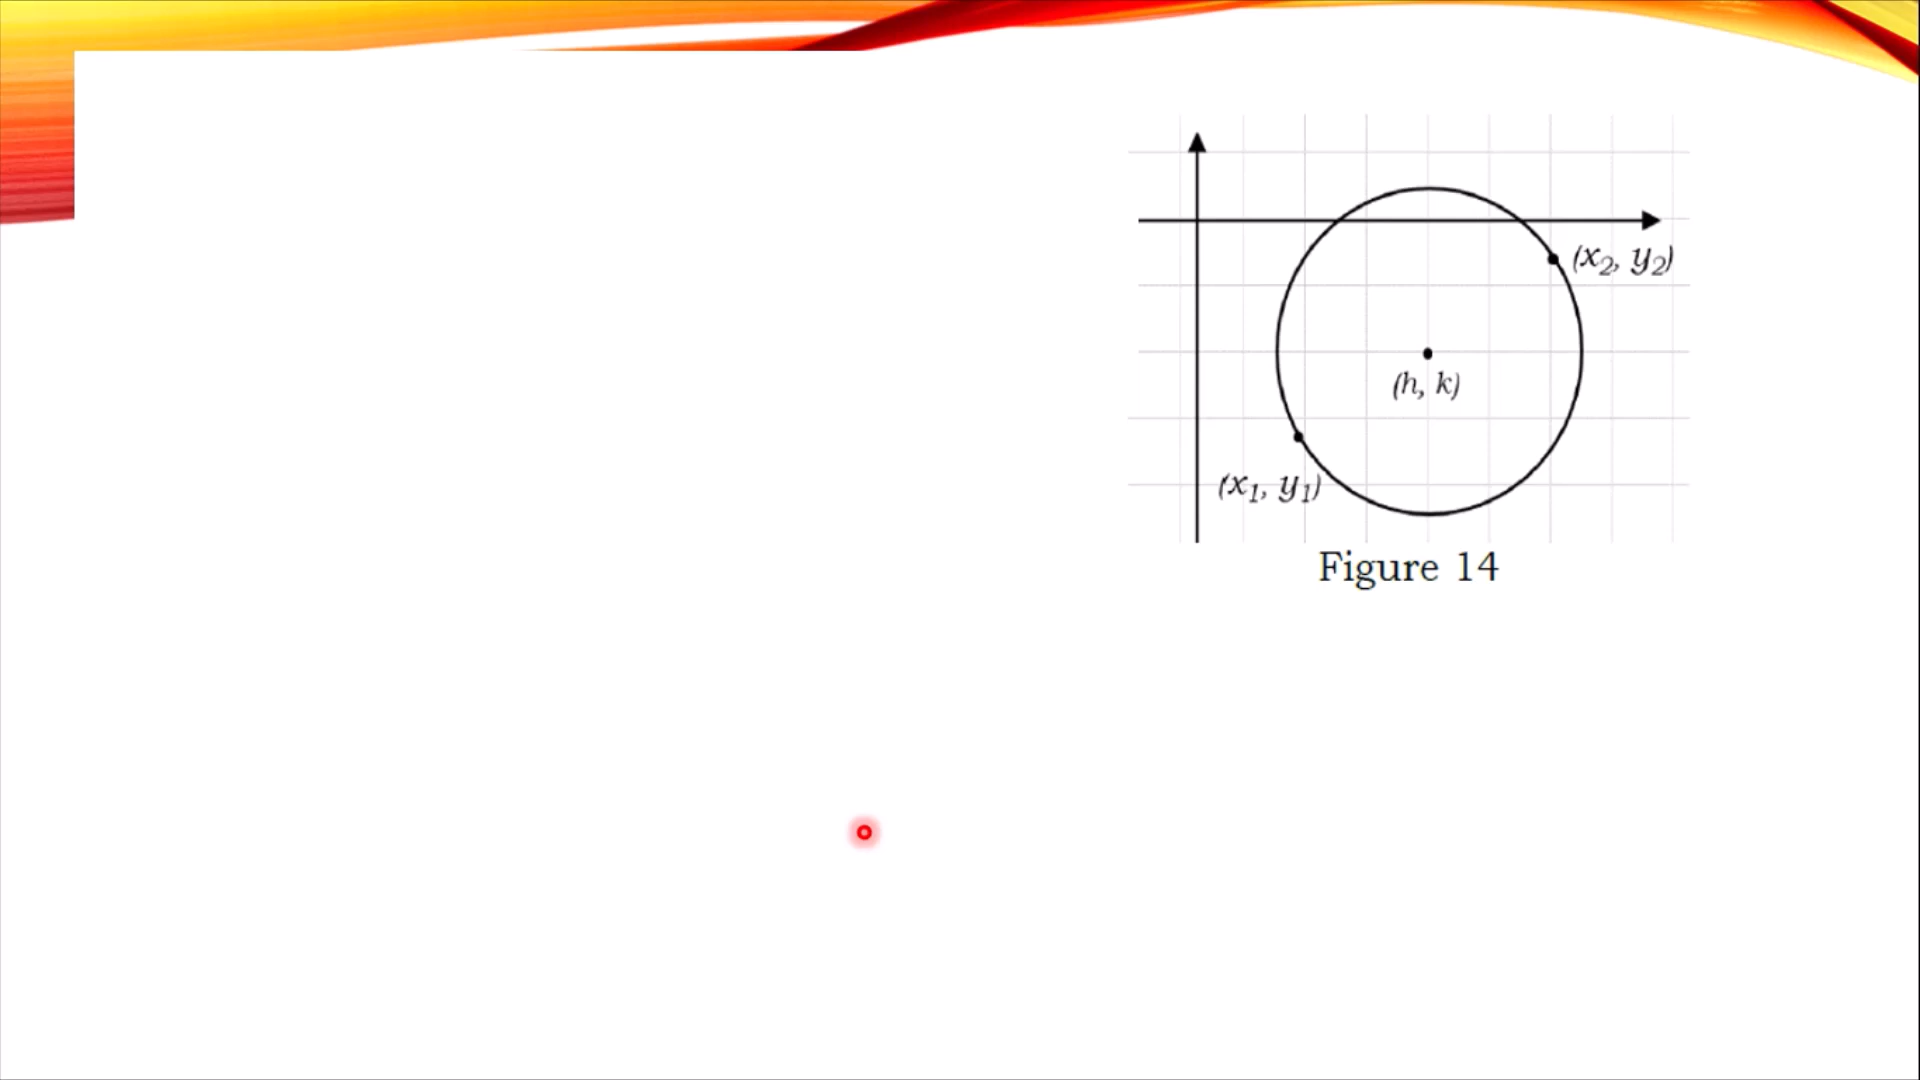 (x₂, y₂)
(h, k)
(x₁, y₁)
Figure 14